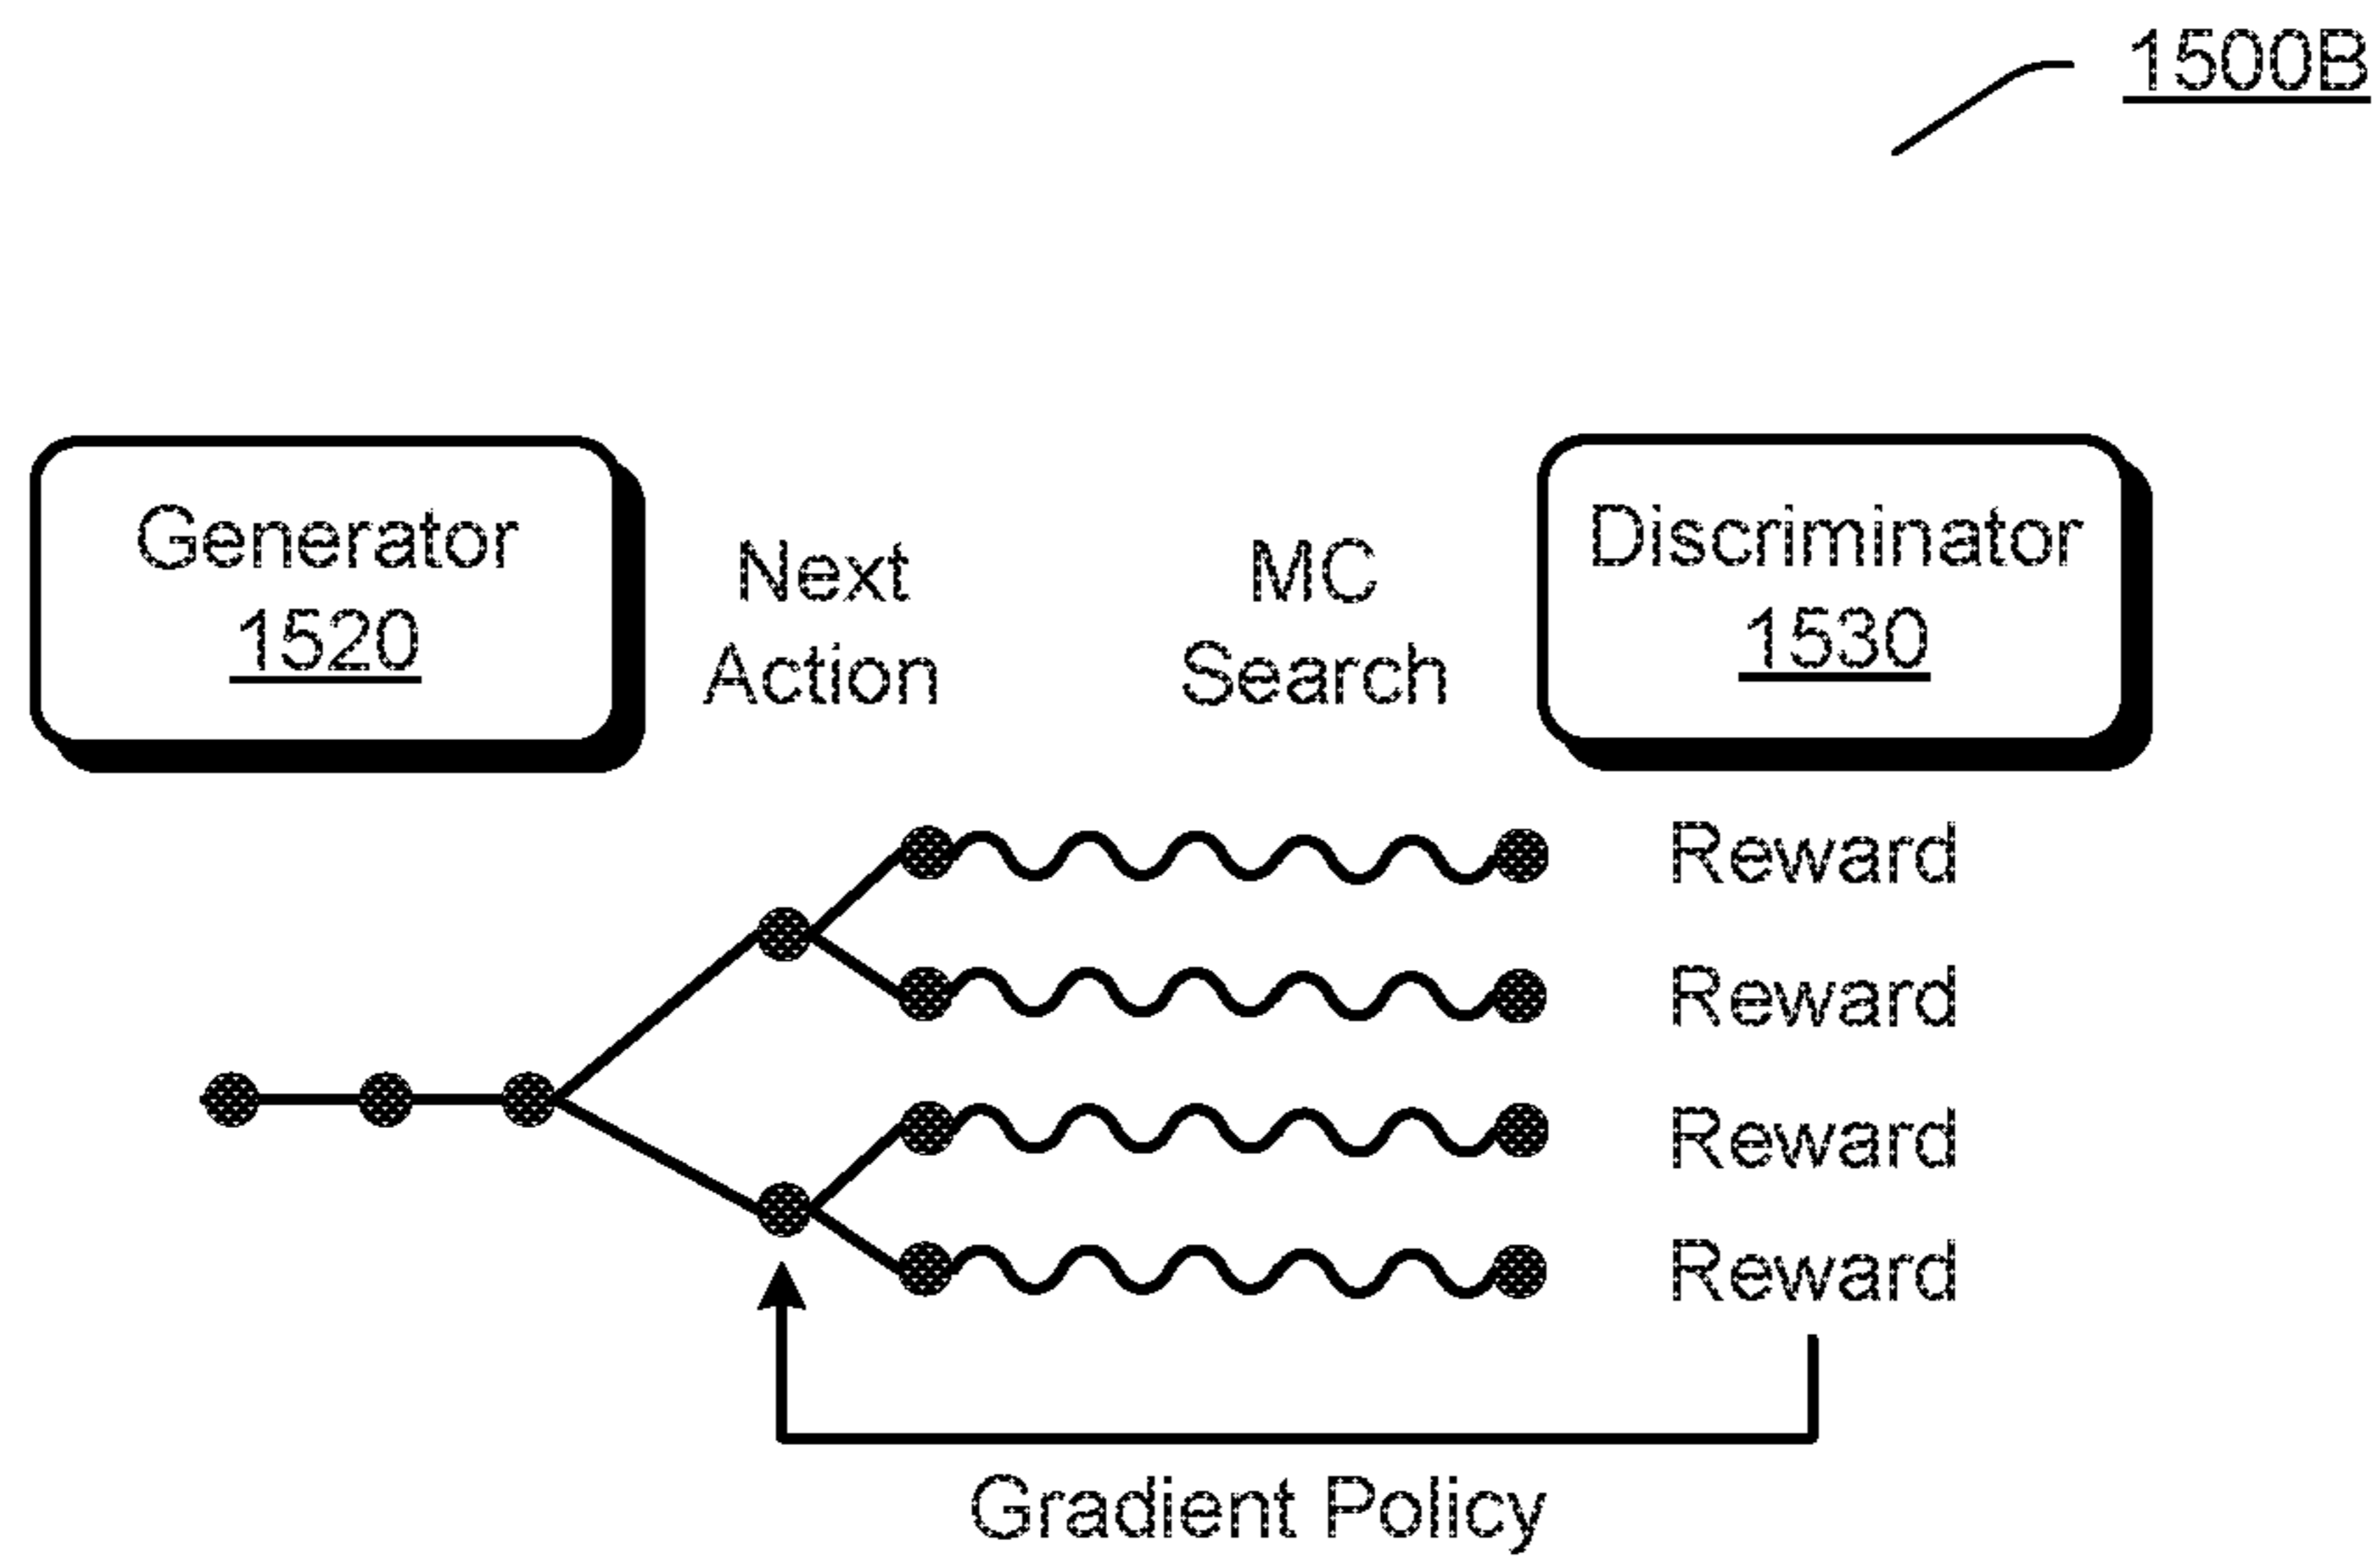 1500B
Generator
1520
Next
Action
MC
Search
Discriminator
1530
Reward
Reward
Reward
Reward
Gradient Policy